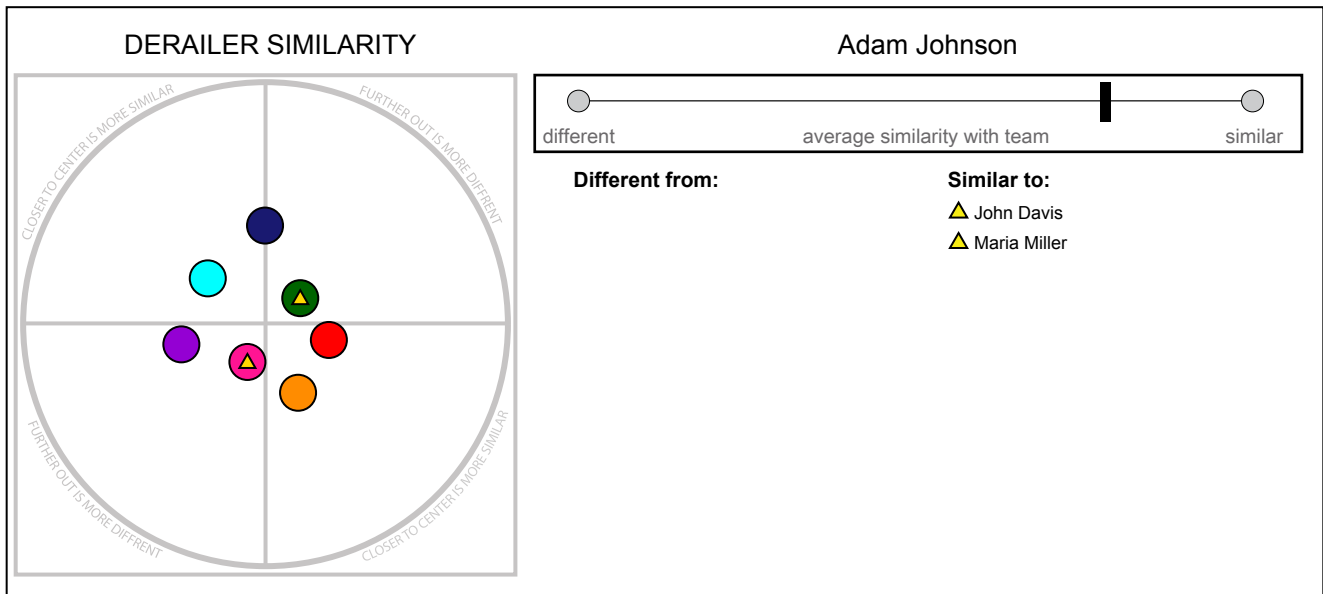 DERAILER SIMILARITY
CLOSER TO CENTER IS MORE SIMILAR
FURTHER OUT IS MORE DIFFRENT
FURTHER OUT IS MORE DIFFRENT
CLOSER TO CENTER IS MORE SIMILAR
Adam Johnson
different average similarity with team similar
Different from:
Similar to:
John Davis
Maria Miller